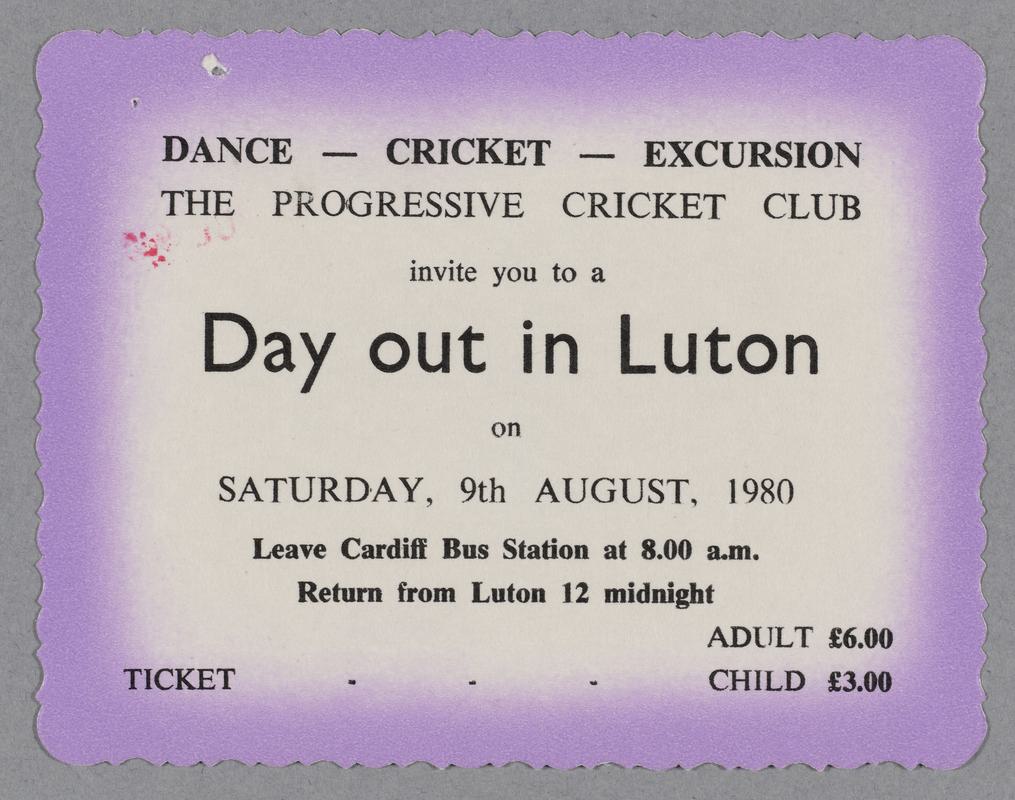 DANCE — CRICKET — EXCURSION
THE PROGRESSIVE CRICKET CLUB
invite you to a
Day out in Luton
on
SATURDAY, 9th AUGUST, 1980
Leave Cardiff Bus Station at 8.00 a.m.
Return from Luton 12 midnight
ADULT £6.00
TICKET - - - CHILD £3.00